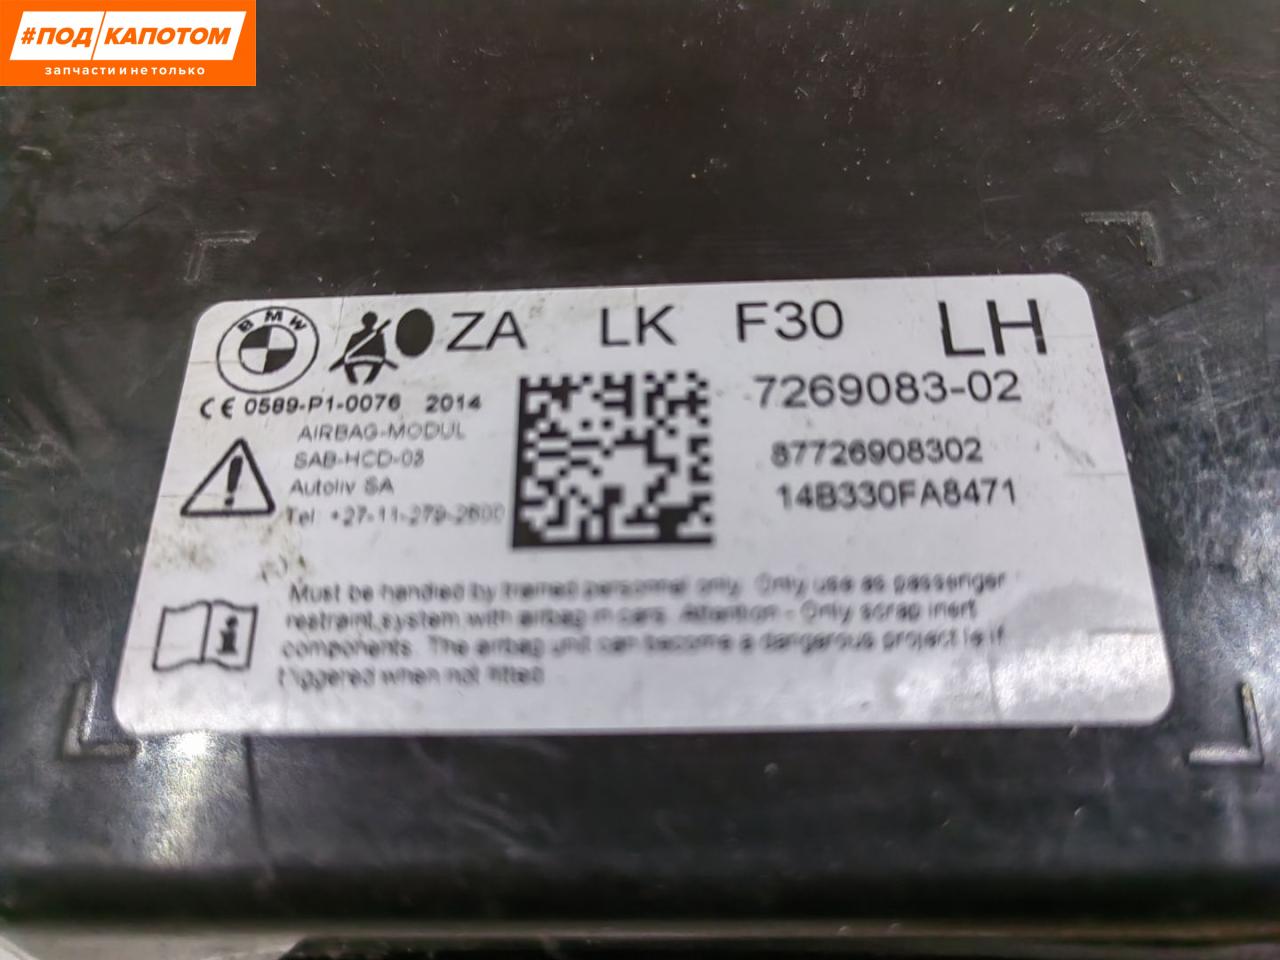 #ПОД КАПОТОМ
ЗАПЧАСТИ И НЕ ТОЛЬКО
BMW ZA LK F30 LH
CE 0589-P1-0076 2014
7269083-02
AIRBAG-MODUL
SAB-HCD-03
87726908302
Autoliv SA
14B330FA8471
Tel +27-11-279-2600
Must be handled by trained personnel only. Only use as passenger
restraint system with airbag in cars. Attention - Only scrap inert
components. The airbag unit can become a dangerous projectile if
triggered when not fitted